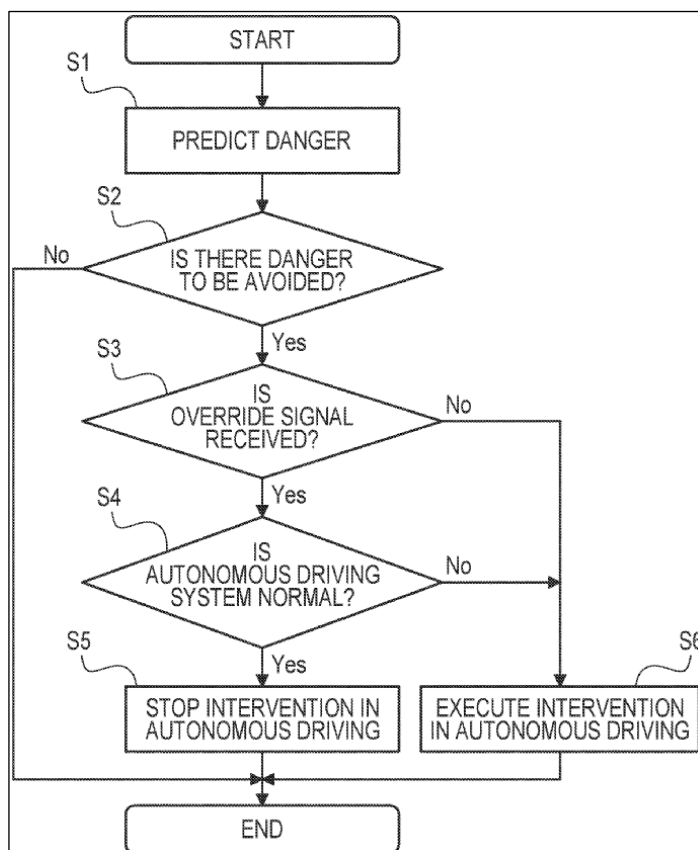 START
S1
PREDICT DANGER
S2
No
IS THERE DANGER
TO BE AVOIDED?
Yes
S3
IS
OVERRIDE SIGNAL
RECEIVED?
No
Yes
S4
IS
AUTONOMOUS DRIVING
SYSTEM NORMAL?
No
S5
Yes
S6
STOP INTERVENTION IN
AUTONOMOUS DRIVING
EXECUTE INTERVENTION
IN AUTONOMOUS DRIVING
END